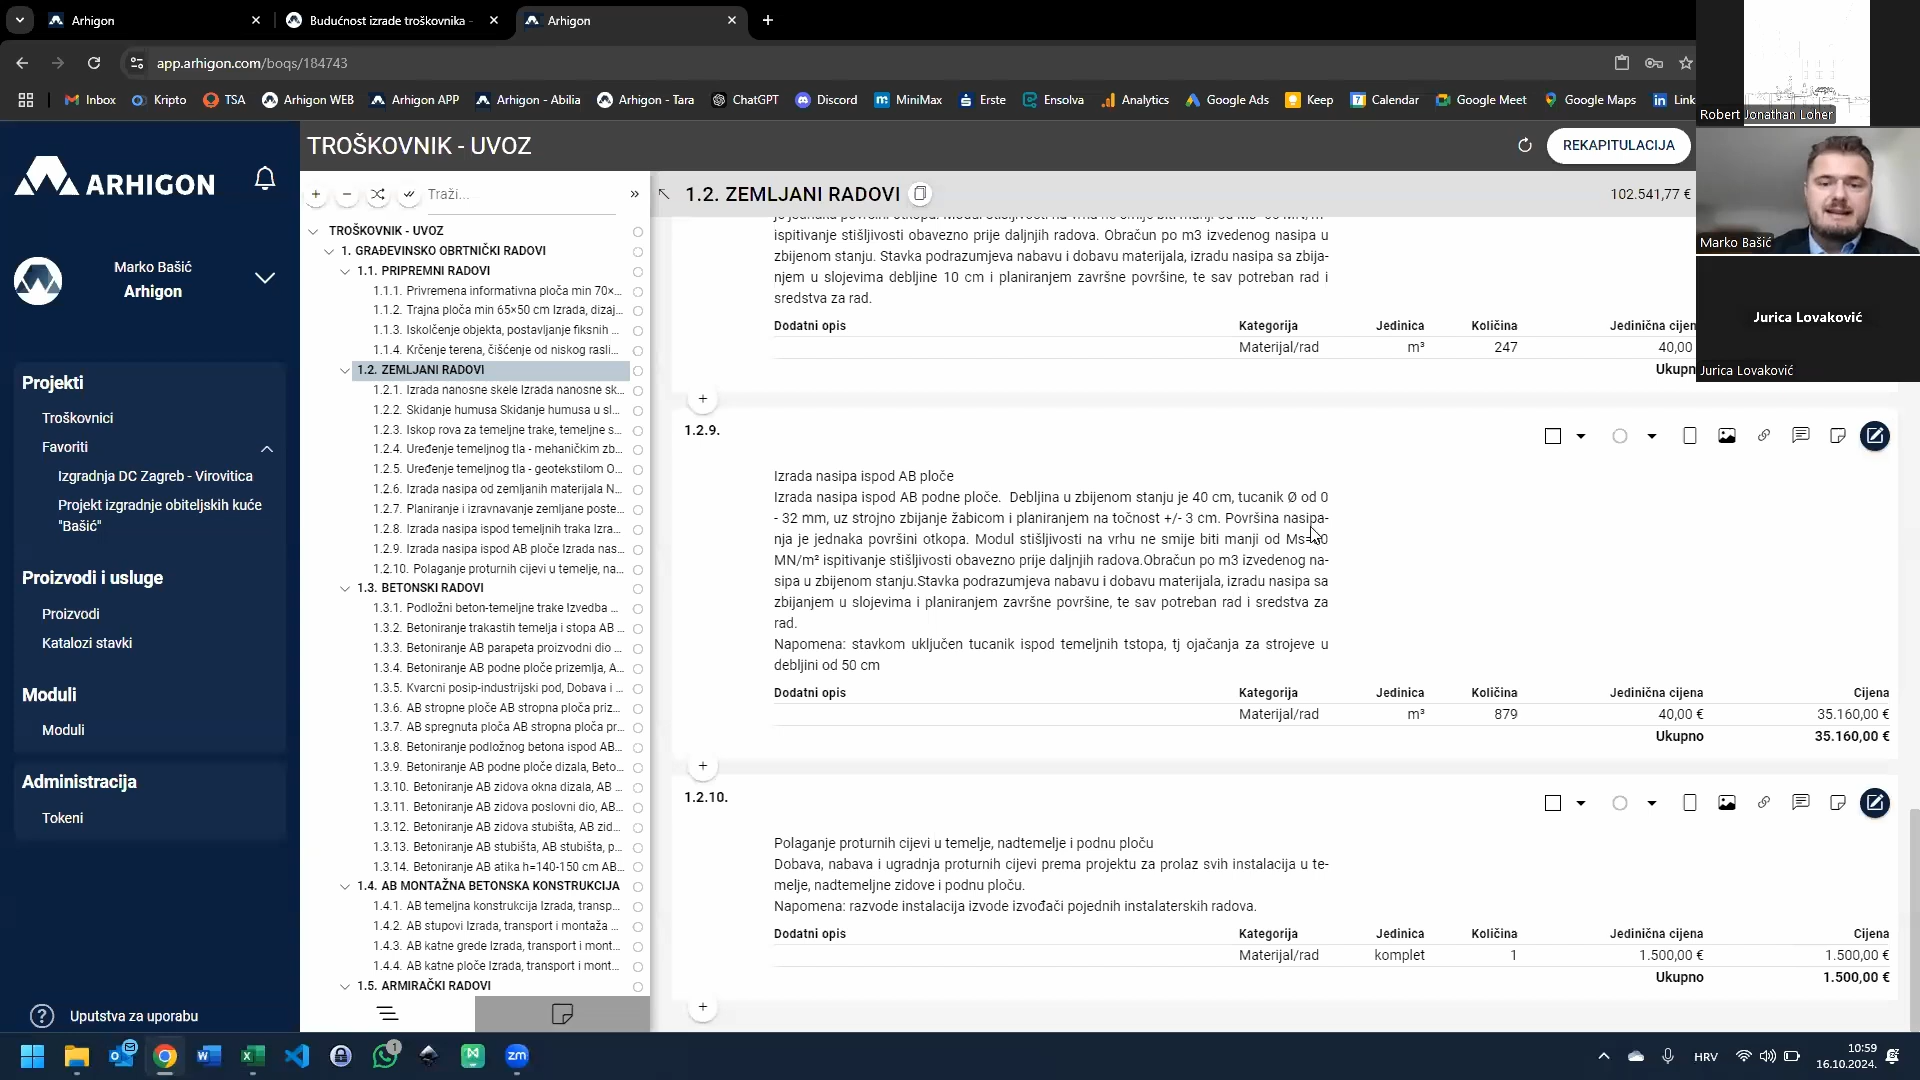 Arhigon
Budućnost izrade troškovnika -
Arhigon
app.arhigon.com/boqs/184743
Inbox
Kripto
TSA
Arhigon WEB
Arhigon APP
Arhigon - Abilia
Arhigon - Tara
ChatGPT
Discord
MiniMax
Erste
Ensolva
Analytics
Google Ads
Keep
Calendar
Google Meet
Google Maps
Link
Robert Jonathan Loher
Marko Bašić
Jurica Lovaković
Jurica Lovaković
ARHIGON
Marko Bašić
Arhigon
Projekti
Troškovnici
Favoriti
Izgradnja DC Zagreb - Virovitica
Projekt izgradnje obiteljskih kuće
"Bašić"
Proizvodi i usluge
Proizvodi
Katalozi stavki
Moduli
Moduli
Administracija
Tokeni
Uputstva za uporabu
TROŠKOVNIK - UVOZ
REKAPITULACIJA
Traži...
TROŠKOVNIK - UVOZ
1. GRAĐEVINSKO OBRTNIČKI RADOVI
1.1. PRIPREMNI RADOVI
1.1.1. Privremena informativna ploča min 70×...
1.1.2. Trajna ploča min 65×50 cm Izrada, dizaj...
1.1.3. Iskolčenje objekta, postavljanje fiksnih ...
1.1.4. Krčenje terena, čišćenje od niskog rasli...
1.2. ZEMLJANI RADOVI
1.2.1. Izrada nanosne skele Izrada nanosne sk...
1.2.2. Skidanje humusa Skidanje humusa u sl...
1.2.3. Iskop rova za temeljne trake, temeljne s...
1.2.4. Uređenje temeljnog tla - mehaničkim zb...
1.2.5. Uređenje temeljnog tla - geotekstilom O...
1.2.6. Izrada nasipa od zemljanih materijala N...
1.2.7. Planiranje i izravnavanje zemljane poste...
1.2.8. Izrada nasipa ispod temeljnih traka Izra...
1.2.9. Izrada nasipa ispod AB ploče Izrada nas...
1.2.10. Polaganje proturnih cijevi u temelje, na...
1.3. BETONSKI RADOVI
1.3.1. Podložni beton-temeljne trake Izvedba ...
1.3.2. Betoniranje trakastih temelja i stopa AB ...
1.3.3. Betoniranje AB parapeta proizvodni dio ...
1.3.4. Betoniranje AB podne ploče prizemlja, A...
1.3.5. Kvarcni posip-industrijski pod, Dobava i ...
1.3.6. AB stropne ploče AB stropna ploča priz...
1.3.7. AB spregnuta ploča AB stropna ploča pr...
1.3.8. Betoniranje podložnog betona ispod AB...
1.3.9. Betoniranje AB podne ploče dizala, Beto...
1.3.10. Betoniranje AB zidova okna dizala, AB ...
1.3.11. Betoniranje AB zidova poslovni dio, AB...
1.3.12. Betoniranje AB zidova stubišta, AB zid...
1.3.13. Betoniranje AB stubišta, AB stubišta, p...
1.3.14. Betoniranje AB atika h=140-150 cm AB...
1.4. AB MONTAŽNA BETONSKA KONSTRUKCIJA
1.4.1. AB temeljna konstrukcija Izrada, transp...
1.4.2. AB stupovi Izrada, transport i montaža ...
1.4.3. AB katne grede Izrada, transport i mont...
1.4.4. AB katne ploče Izrada, transport i mont...
1.5. ARMIRAČKI RADOVI
1.2. ZEMLJANI RADOVI
102.541,77 €
ispitivanje stišljivosti obavezno prije daljnjih radova. Obračun po m3 izvedenog nasipa u
zbijenom stanju. Stavka podrazumjeva nabavu i dobavu materijala, izradu nasipa sa zbija-
njem u slojevima debljine 10 cm i planiranjem završne površine, te sav potreban rad i
sredstva za rad.
Dodatni opis Kategorija Jedinica Količina Jedinična cijen
Materijal/rad m³ 247 40,00
Ukupn
1.2.9.
Izrada nasipa ispod AB ploče
Izrada nasipa ispod AB podne ploče. Debljina u zbijenom stanju je 40 cm, tucanik Ø od 0
- 32 mm, uz strojno zbijanje žabicom i planiranjem na točnost +/- 3 cm. Površina nasipa-
nja je jednaka površini otkopa. Modul stišljivosti na vrhu ne smije biti manji od
MN/m² ispitivanje stišljivosti obavezno prije daljnjih radova.Obračun po m3 izvedenog na-
sipa u zbijenom stanju.Stavka podrazumjeva nabavu i dobavu materijala, izradu nasipa sa
zbijanjem u slojevima i planiranjem završne površine, te sav potreban rad i sredstva za
rad.
Napomena: stavkom uključen tucanik ispod temeljnih tstopa, tj ojačanja za strojeve u
debljini od 50 cm
Dodatni opis Kategorija Jedinica Količina Jedinična cijena Cijena
Materijal/rad m³ 879 40,00 € 35.160,00 €
Ukupno 35.160,00 €
1.2.10.
Polaganje proturnih cijevi u temelje, nadtemelje i podnu ploču
Dobava, nabava i ugradnja proturnih cijevi prema projektu za prolaz svih instalacija u te-
melje, nadtemeljne zidove i podnu ploču.
Napomena: razvode instalacija izvode izvođači pojednih instalaterskih radova.
Dodatni opis Kategorija Jedinica Količina Jedinična cijena Cijena
Materijal/rad komplet 1 1.500,00 € 1.500,00 €
Ukupno 1.500,00 €
1
zm
HRV
10:59
16.10.2024.